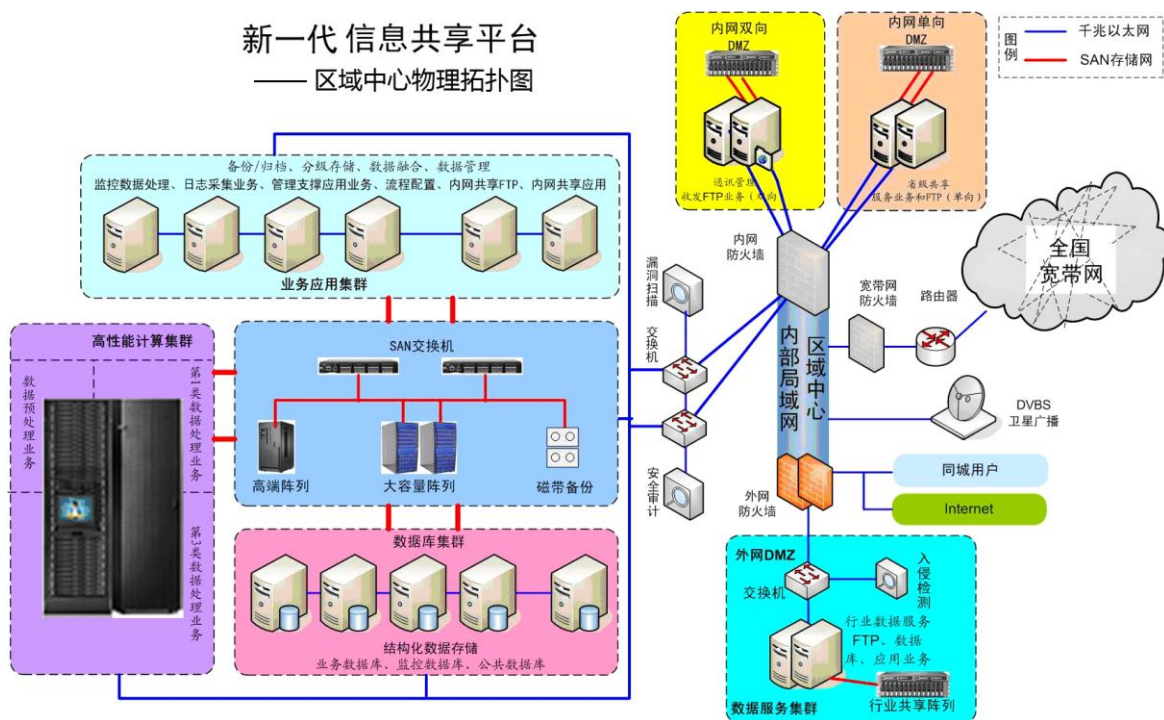 新一代 信息共享平台
—— 区域中心物理拓扑图
内网双向
DMZ
通讯管理
收发FTP业务(双向)
内网单向
DMZ
省级共享
服务业务和FTP(单向)
图例
千兆以太网
SAN存储网
备份/归档、分级存储、数据融合、数据管理
监控数据处理、日志采集业务、管理支撑应用业务、流程配置、内网共享FTP、内网共享应用
业务应用集群
高性能计算集群
数据预处理业务
第1类数据处理业务
第3类数据处理业务
SAN交换机
高端阵列
大容量阵列
磁带备份
数据库集群
结构化数据存储
业务数据库、监控数据库、公共数据库
漏洞扫描
交换机
安全审计
内网
防火墙
区域中心
内部局域网
宽带网
防火墙
路由器
全国
宽带网
DVBS
卫星广播
外网
防火墙
同城用户
Internet
外网DMZ
交换机
入侵检测
行业数据服务
FTP、数据
库、应用业务
数据服务集群
行业共享阵列